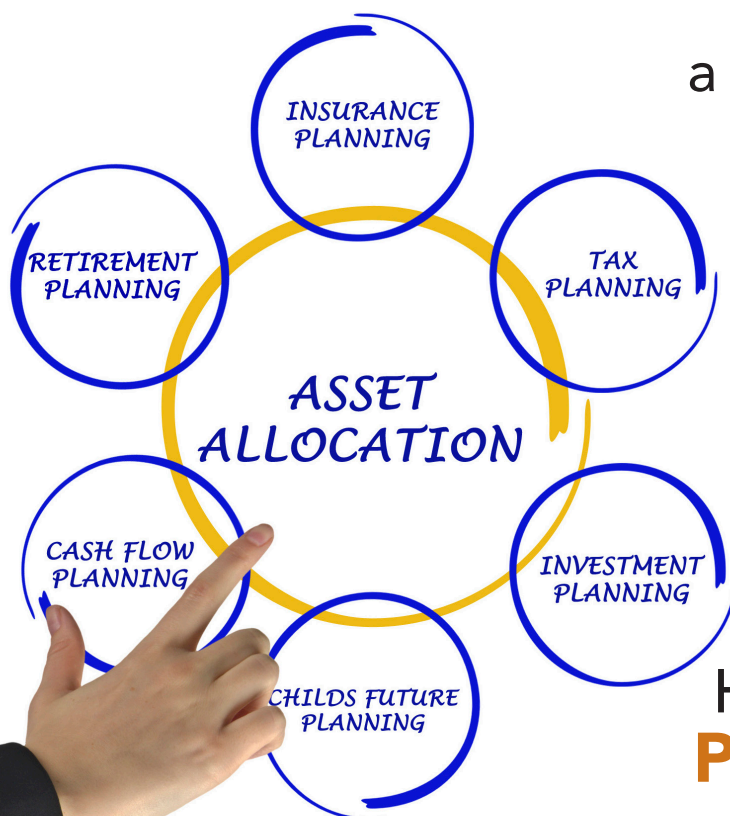 a
INSURANCE
PLANNING
RETIREMENT
PLANNING
TAX
PLANNING
ASSET
ALLOCATION
CASH FLOW
PLANNING
INVESTMENT
PLANNING
CHILDS FUTURE
PLANNING
H
P